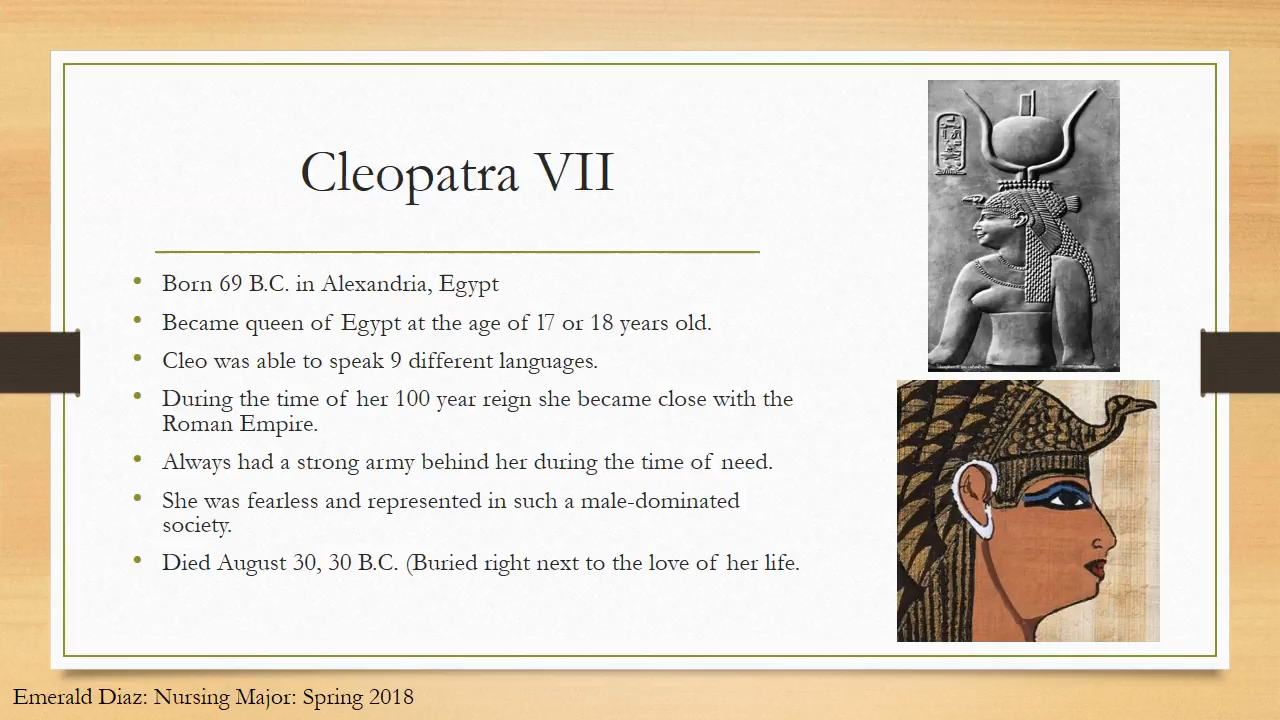 Cleopatra VII
Born 69 B.C. in Alexandria, Egypt
Became queen of Egypt at the age of 17 or 18 years old.
Cleo was able to speak 9 different languages.
During the time of her 100 year reign she became close with the
Roman Empire.
Always had a strong army behind her during the time of need.
She was fearless and represented in such a male-dominated
society.
Died August 30, 30 B.C. (Buried right next to the love of her life.
Emerald Diaz: Nursing Major: Spring 2018